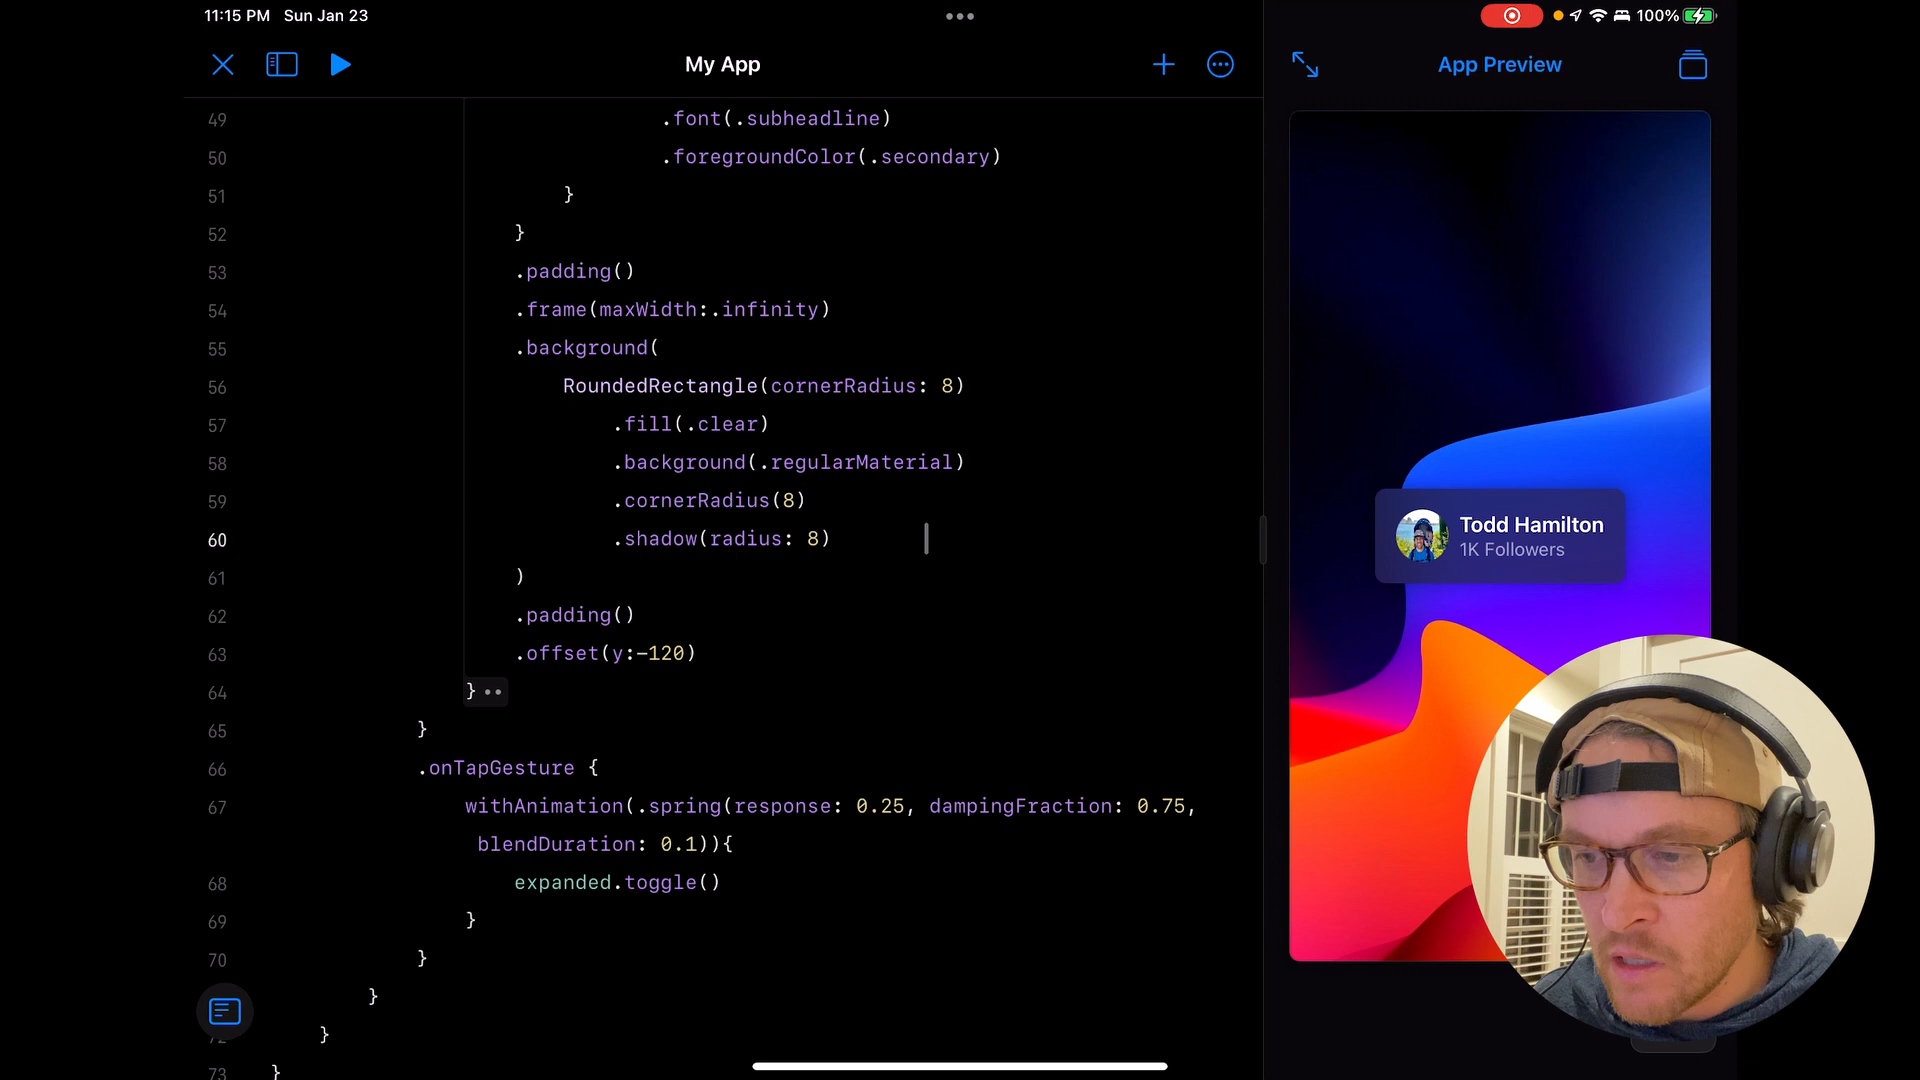 11:15 PM Sun Jan 23
100%
My App
App Preview
49 .font(.subheadline)
50 .foregroundColor(.secondary)
51 }
52 }
53 .padding()
54 .frame(maxWidth:.infinity)
55 .background(
56 RoundedRectangle(cornerRadius: 8)
57 .fill(.clear)
58 .background(.regularMaterial)
59 .cornerRadius(8)
60 .shadow(radius: 8)
61 )
62 .padding()
63 .offset(y:-120)
64 }
65 }
66 .onTapGesture {
67 withAnimation(.spring(response: 0.25, dampingFraction: 0.75,
blendDuration: 0.1)){
68 expanded.toggle()
69 }
70 }
}
72 }
73 }
Todd Hamilton
1K Followers